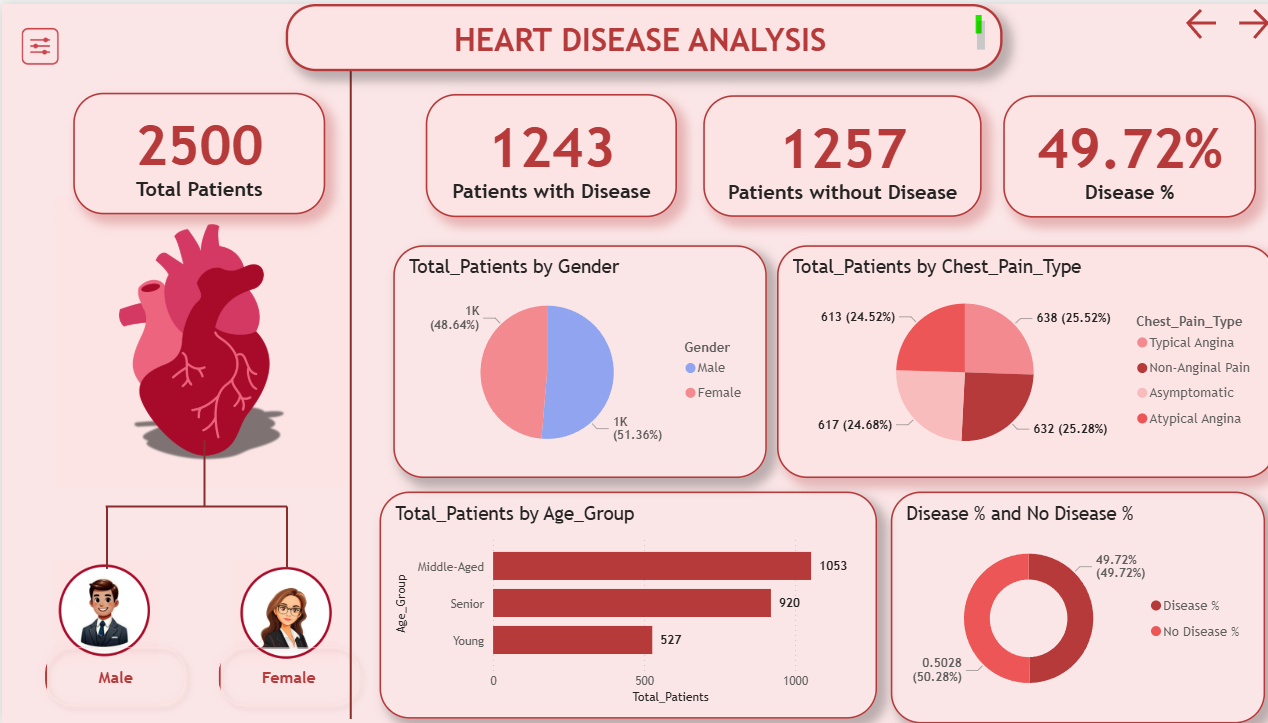 HEART DISEASE ANALYSIS
2500
Total Patients
1243
Patients with Disease
1257
Patients without Disease
49.72%
Disease %
Total_Patients by Gender
1K
(48.64%)
1K
(51.36%)
Gender
Male
Female
Total_Patients by Chest_Pain_Type
613 (24.52%)
638 (25.52%)
617 (24.68%)
632 (25.28%)
Chest_Pain_Type
Typical Angina
Non-Anginal Pain
Asymptomatic
Atypical Angina
Total_Patients by Age_Group
Age_Group
Middle-Aged
1053
Senior
920
Young
527
0
500
1000
Total_Patients
Disease % and No Disease %
49.72%
(49.72%)
0.5028
(50.28%)
Disease %
No Disease %
Male
Female